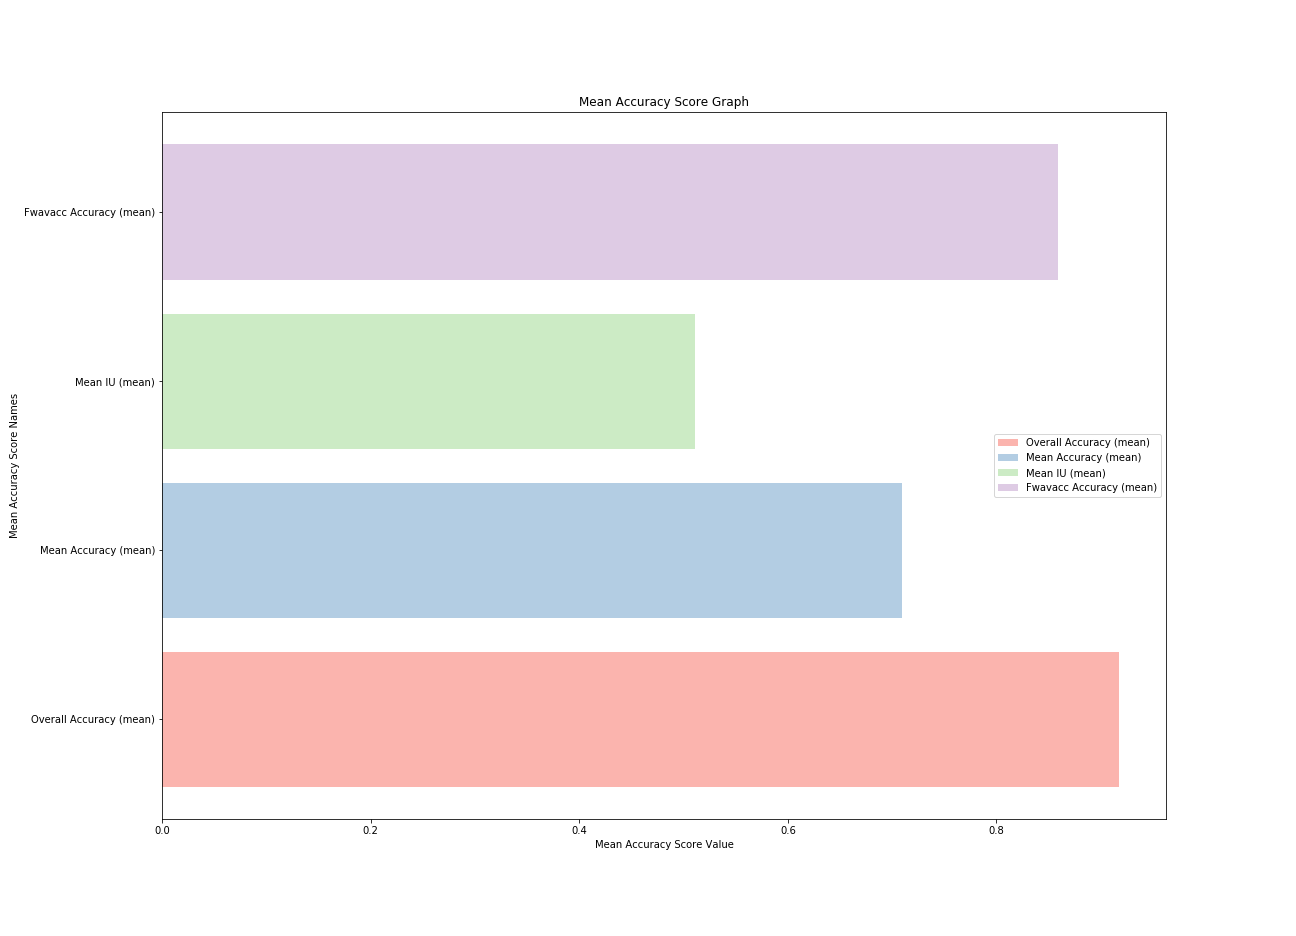 Mean Accuracy Score Graph
Fwavacc Accuracy (mean)
Mean IU (mean)
Mean Accuracy (mean)
Overall Accuracy (mean)
Mean Accuracy Score Names
Overall Accuracy (mean)
Mean Accuracy (mean)
Mean IU (mean)
Fwavacc Accuracy (mean)
0.0 0.2 0.4 0.6 0.8
Mean Accuracy Score Value